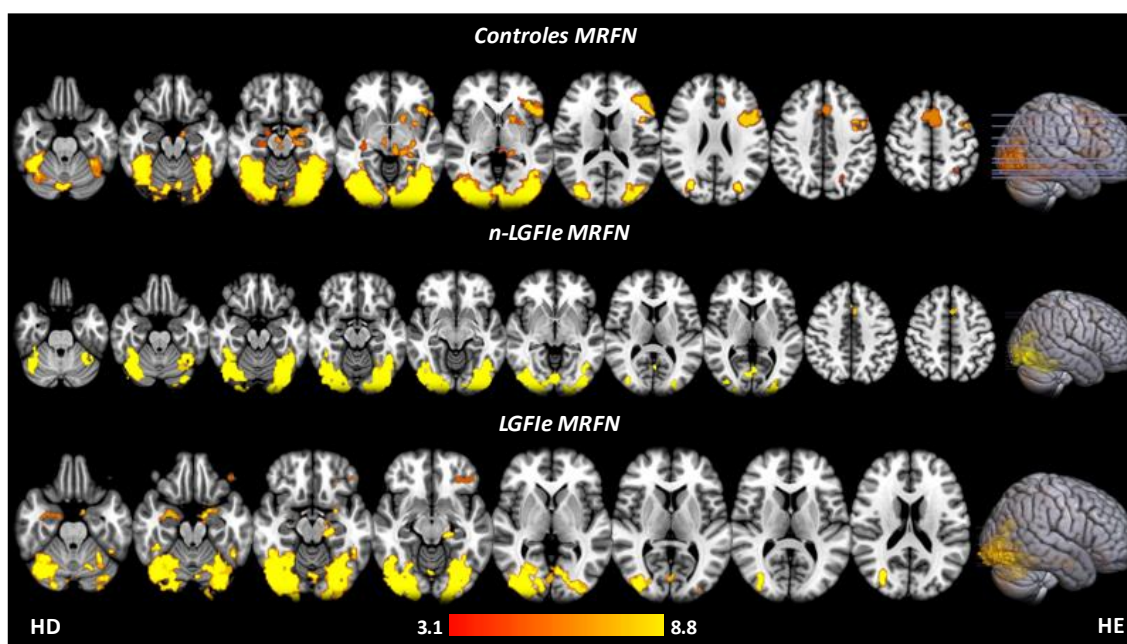 Controles MRFN
n-LGFIe MRFN
LGFIe MRFN
HD 3.1 8.8 HE